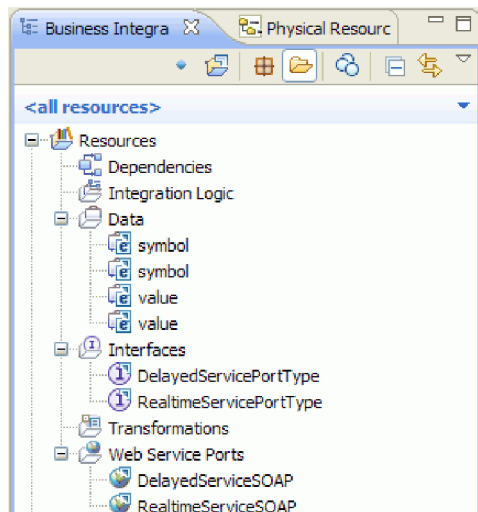 Business Integra
Physical Resourc
<all resources>
Resources
Dependencies
Integration Logic
Data
symbol
symbol
value
value
Interfaces
DelayedServicePortType
RealtimeServicePortType
Transformations
Web Service Ports
DelayedServiceSOAP
RealtimeServiceSOAP